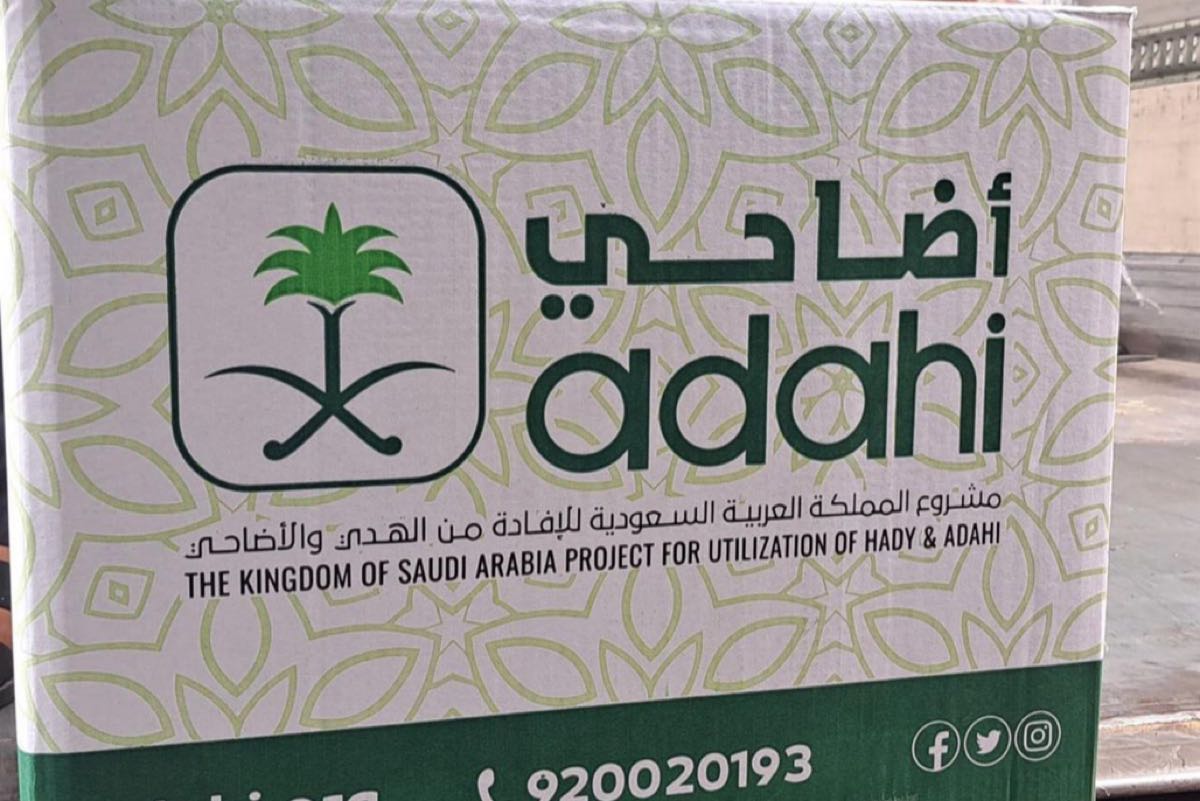 أضاحي
adahi
مشروع المملكة العربية السعودية للإفادة من الهدي والأضاحي
THE KINGDOM OF SAUDI ARABIA PROJECT FOR UTILIZATION OF HADY & ADAHI
920020193